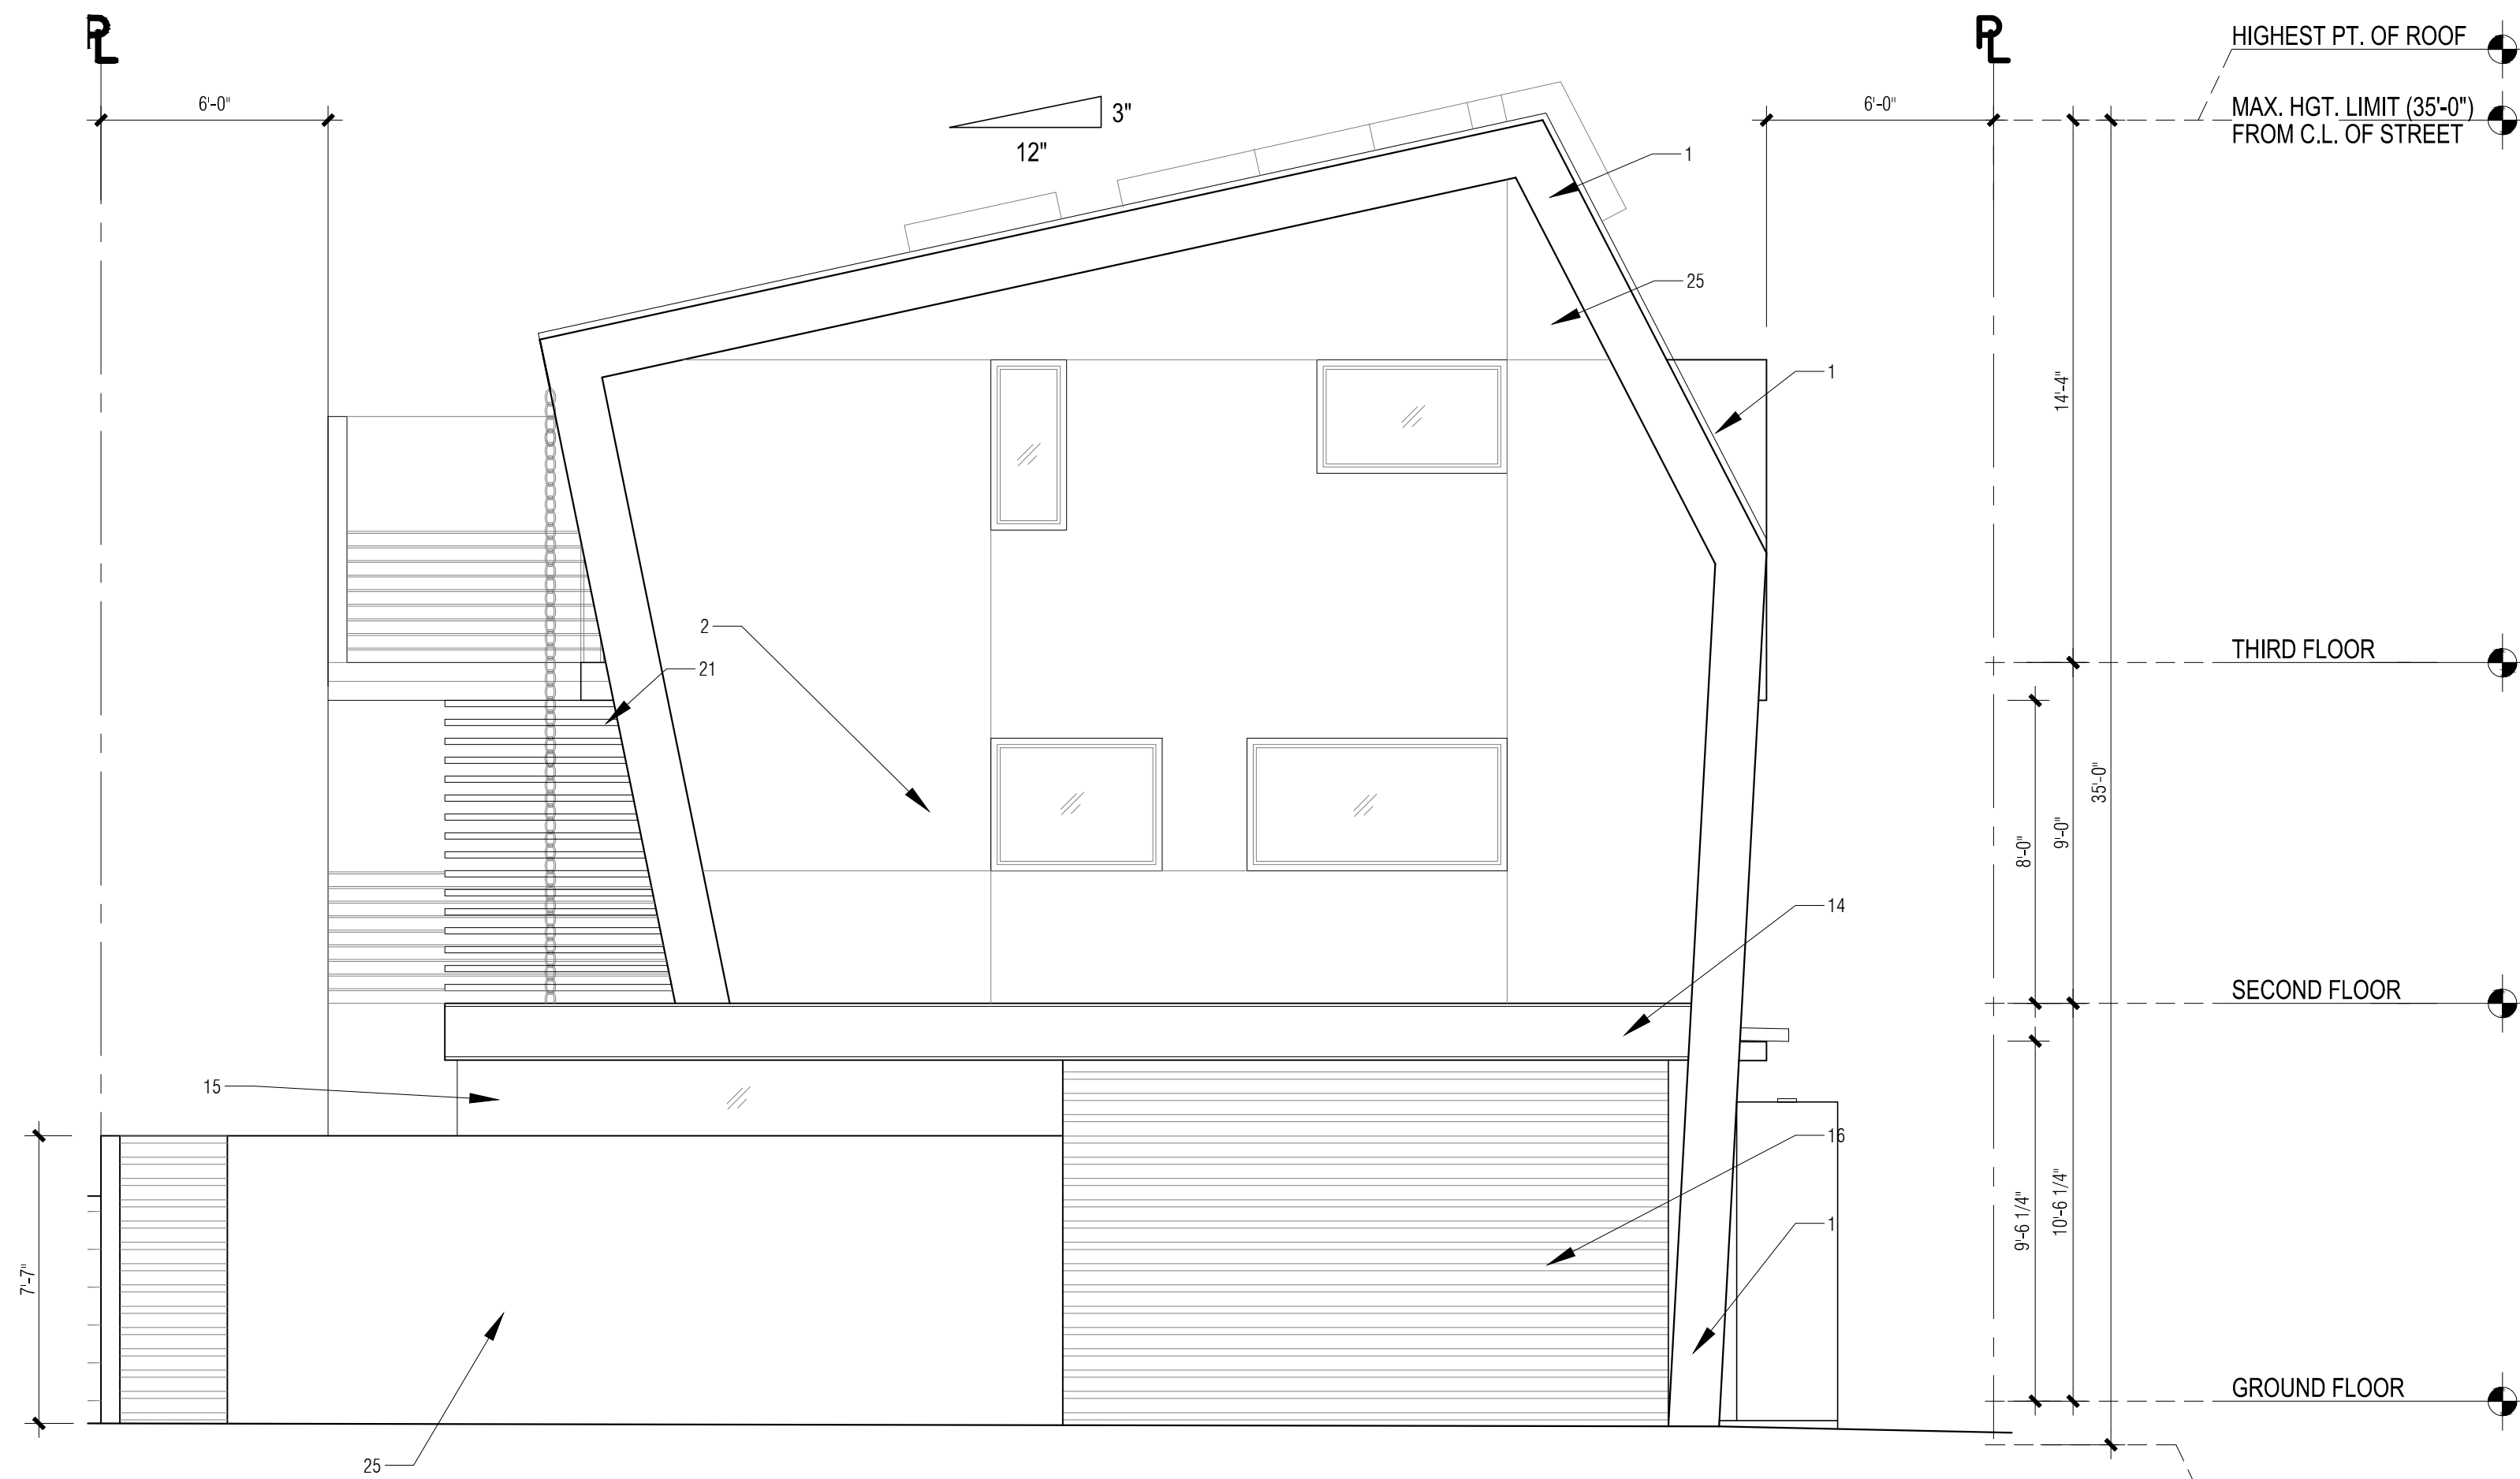 PL
PL
HIGHEST PT. OF ROOF
6'-0"
3"
12"
6'-0"
MAX. HGT. LIMIT (35'-0")
FROM C.L. OF STREET
1
25
1
14'-4"
2
21
THIRD FLOOR
35'-0"
9'-0"
8'-0"
14
SECOND FLOOR
15
16
9'-6 1/4"
10'-6 1/4"
1
7'-7"
GROUND FLOOR
25